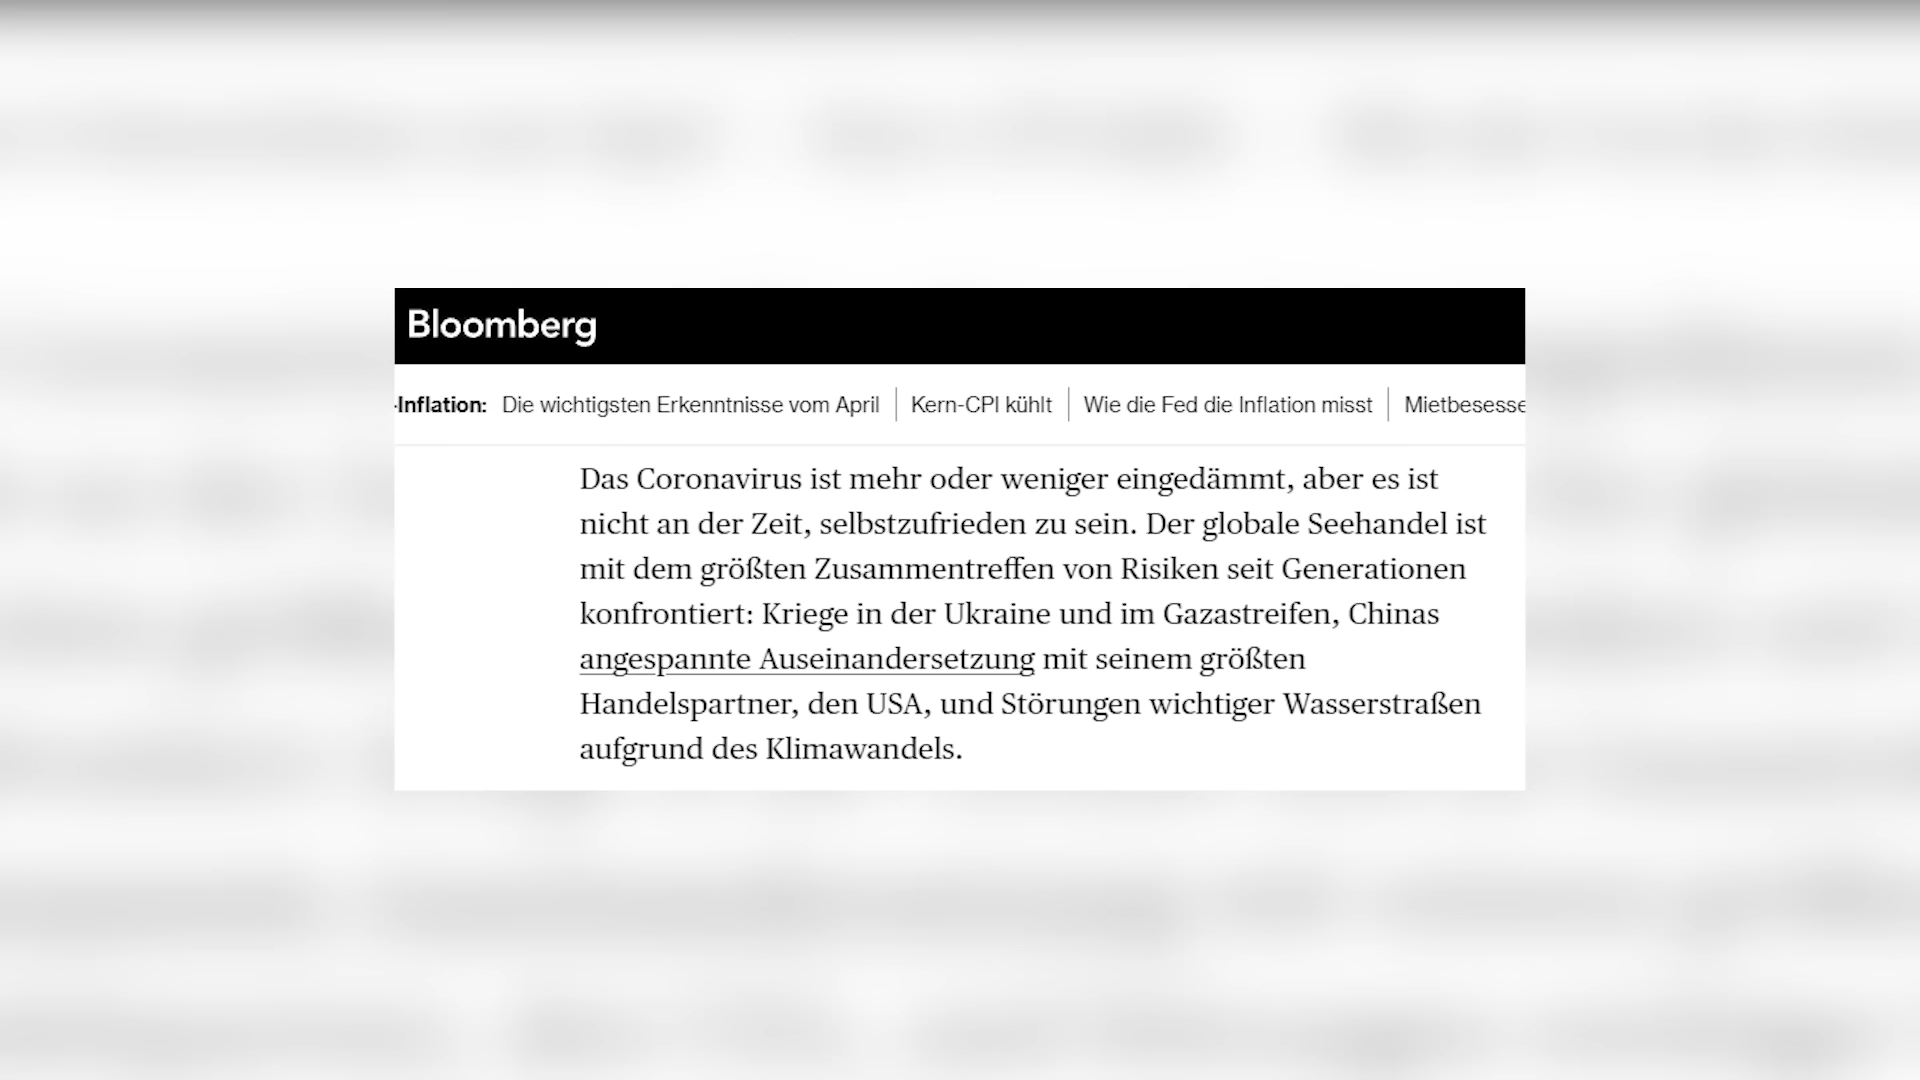 Bloomberg
-Inflation: Die wichtigsten Erkenntnisse vom April Kern-CPI kühlt Wie die Fed die Inflation misst Mietbesesse
Das Coronavirus ist mehr oder weniger eingedämmt, aber es ist
nicht an der Zeit, selbstzufrieden zu sein. Der globale Seehandel ist
mit dem größten Zusammentreffen von Risiken seit Generationen
konfrontiert: Kriege in der Ukraine und im Gazastreifen, Chinas
angespannte Auseinandersetzung mit seinem größten
Handelspartner, den USA, und Störungen wichtiger Wasserstraßen
aufgrund des Klimawandels.